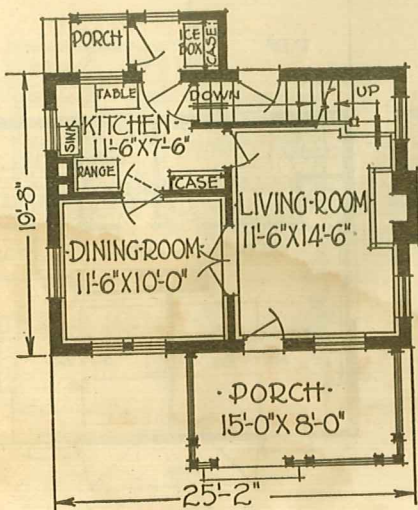 PORCH
ICE
BOX
CASE
TABLE
DOWN
UP
SINK
·KITCHEN·
11'-6"X7'-6"
RANGE
CASE
19'-8"
·LIVING·ROOM·
11'-6"X14'-6"
·DINING·ROOM·
11'-6"X10'-0"
·PORCH·
15'-0"X8'-0"
25'-2"